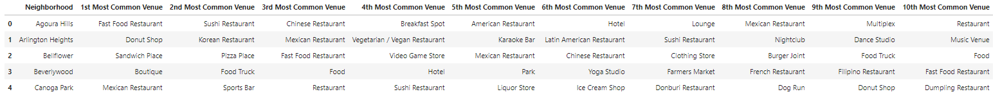 Neighborhood 1st Most Common Venue 2nd Most Common Venue 3rd Most Common Venue 4th Most Common Venue 5th Most Common Venue 6th Most Common Venue 7th Most Common Venue 8th Most Common Venue 9th Most Common Venue 10th Most Common Venue
0 Agoura Hills Fast Food Restaurant Sushi Restaurant Chinese Restaurant Breakfast Spot American Restaurant Hotel Lounge Mexican Restaurant Multiplex Restaurant
1 Arlington Heights Donut Shop Korean Restaurant Mexican Restaurant Vegetarian / Vegan Restaurant Karaoke Bar Latin American Restaurant Sushi Restaurant Nightclub Dance Studio Music Venue
2 Bellflower Sandwich Place Pizza Place Fast Food Restaurant Video Game Store Mexican Restaurant Chinese Restaurant Clothing Store Burger Joint Food Truck Food
3 Beverlywood Boutique Food Truck Food Hotel Park Yoga Studio Farmers Market French Restaurant Filipino Restaurant Fast Food Restaurant
4 Canoga Park Mexican Restaurant Sports Bar Restaurant Sushi Restaurant Liquor Store Ice Cream Shop Donburi Restaurant Dog Run Donut Shop Dumpling Restaurant